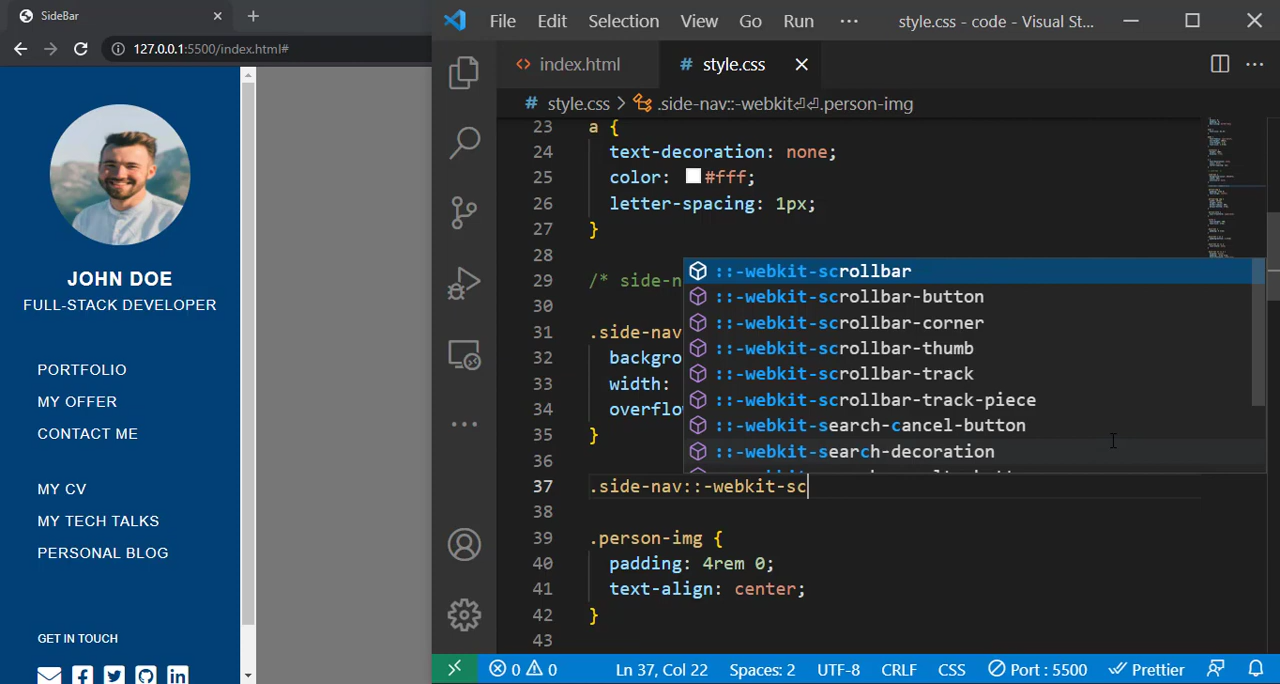 SideBar
127.0.0.1:5500/index.html#
JOHN DOE
FULL-STACK DEVELOPER
PORTFOLIO
MY OFFER
CONTACT ME
MY CV
MY TECH TALKS
PERSONAL BLOG
GET IN TOUCH
File Edit Selection View Go Run ··· style.css - code - Visual St...
<> index.html # style.css
# style.css > .side-nav::-webkit⏎⏎.person-img
23 a {
24 text-decoration: none;
25 color: #fff;
26 letter-spacing: 1px;
27 }
28
29 /* side-n
30
31 .side-nav
32 backgro
33 width:
34 overflo
35 }
36
37 .side-nav::-webkit-sc
38
39 .person-img {
40 padding: 4rem 0;
41 text-align: center;
42 }
43
::-webkit-scrollbar
::-webkit-scrollbar-button
::-webkit-scrollbar-corner
::-webkit-scrollbar-thumb
::-webkit-scrollbar-track
::-webkit-scrollbar-track-piece
::-webkit-search-cancel-button
::-webkit-search-decoration
0 0 Ln 37, Col 22 Spaces: 2 UTF-8 CRLF CSS Port : 5500 Prettier